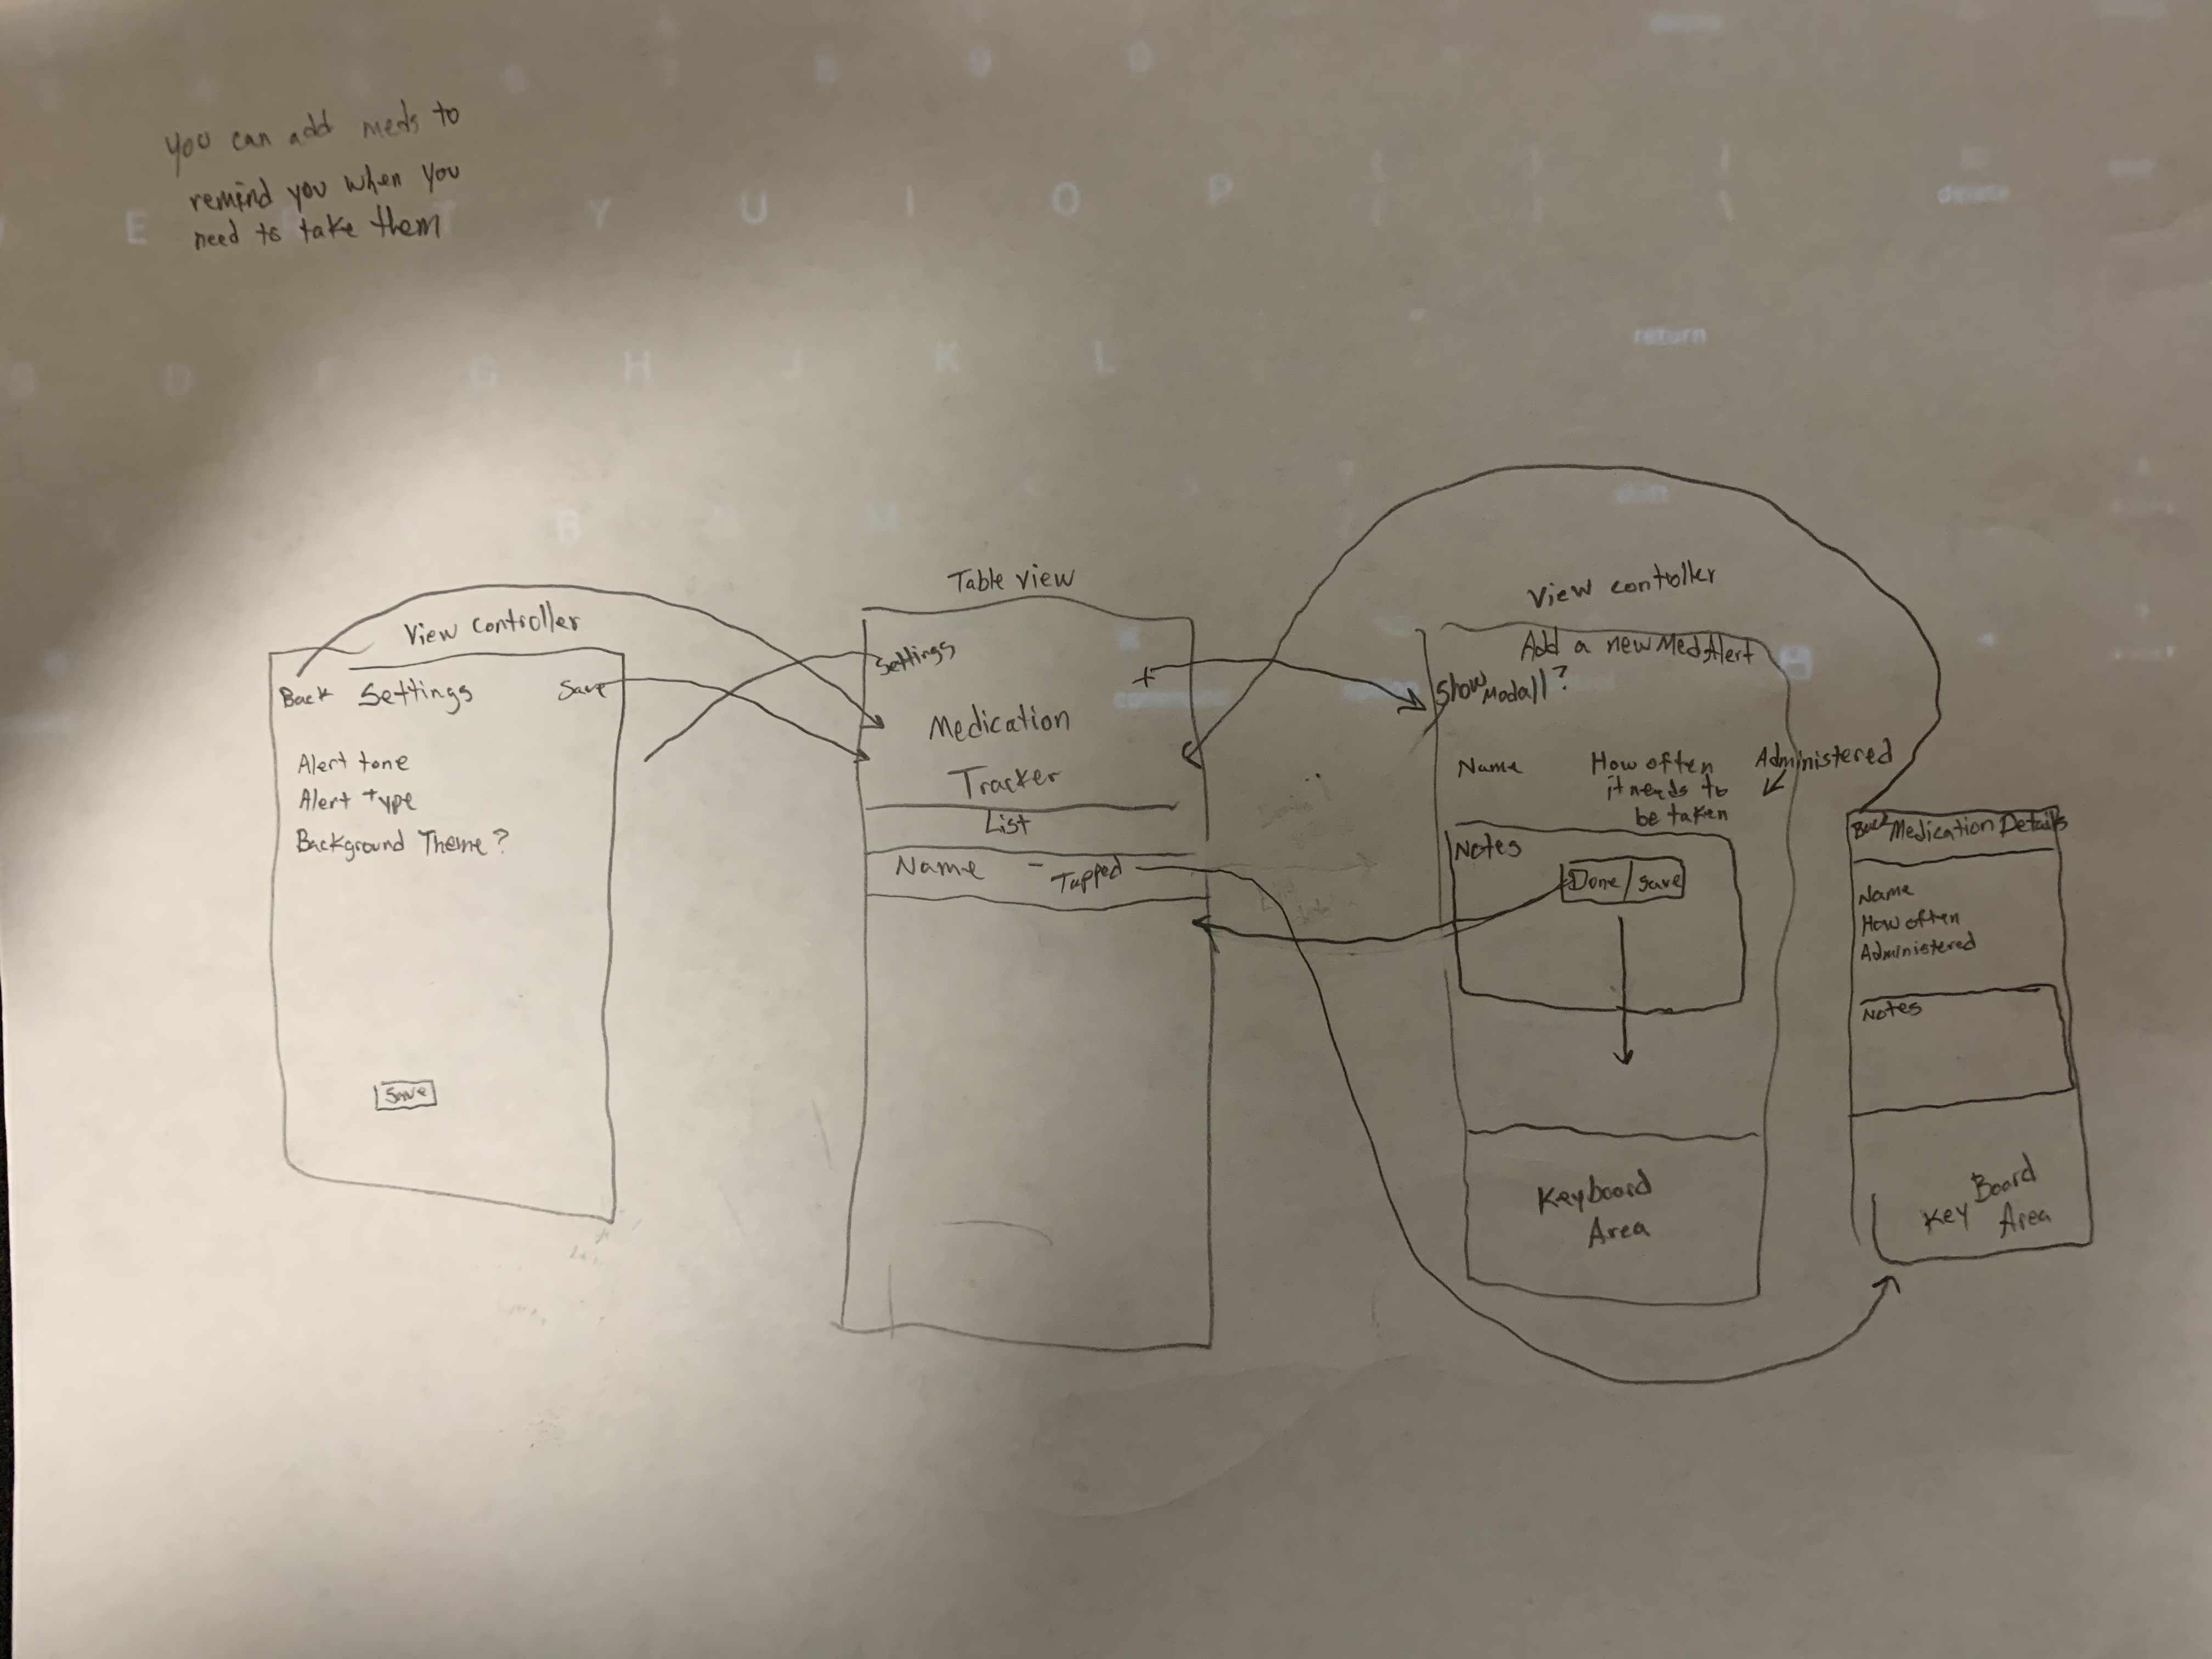 You can add meds to
remind you when you
need to take them
E T Y U I O P
delete
G H J K L
return
View controller
Back Settings Save
Alert tone
Alert type
Background Theme?
Save
Table view
Settings
+
Medication
Tracker
List
Name - Tapped
View controller
Add a new Med Alert
Show Modall?
Name
How often
it needs to
be taken
Administered
Notes
Done/Save
Keyboard
Area
Back Medication Details
Name
How often
Administered
Notes
Key Board
Area